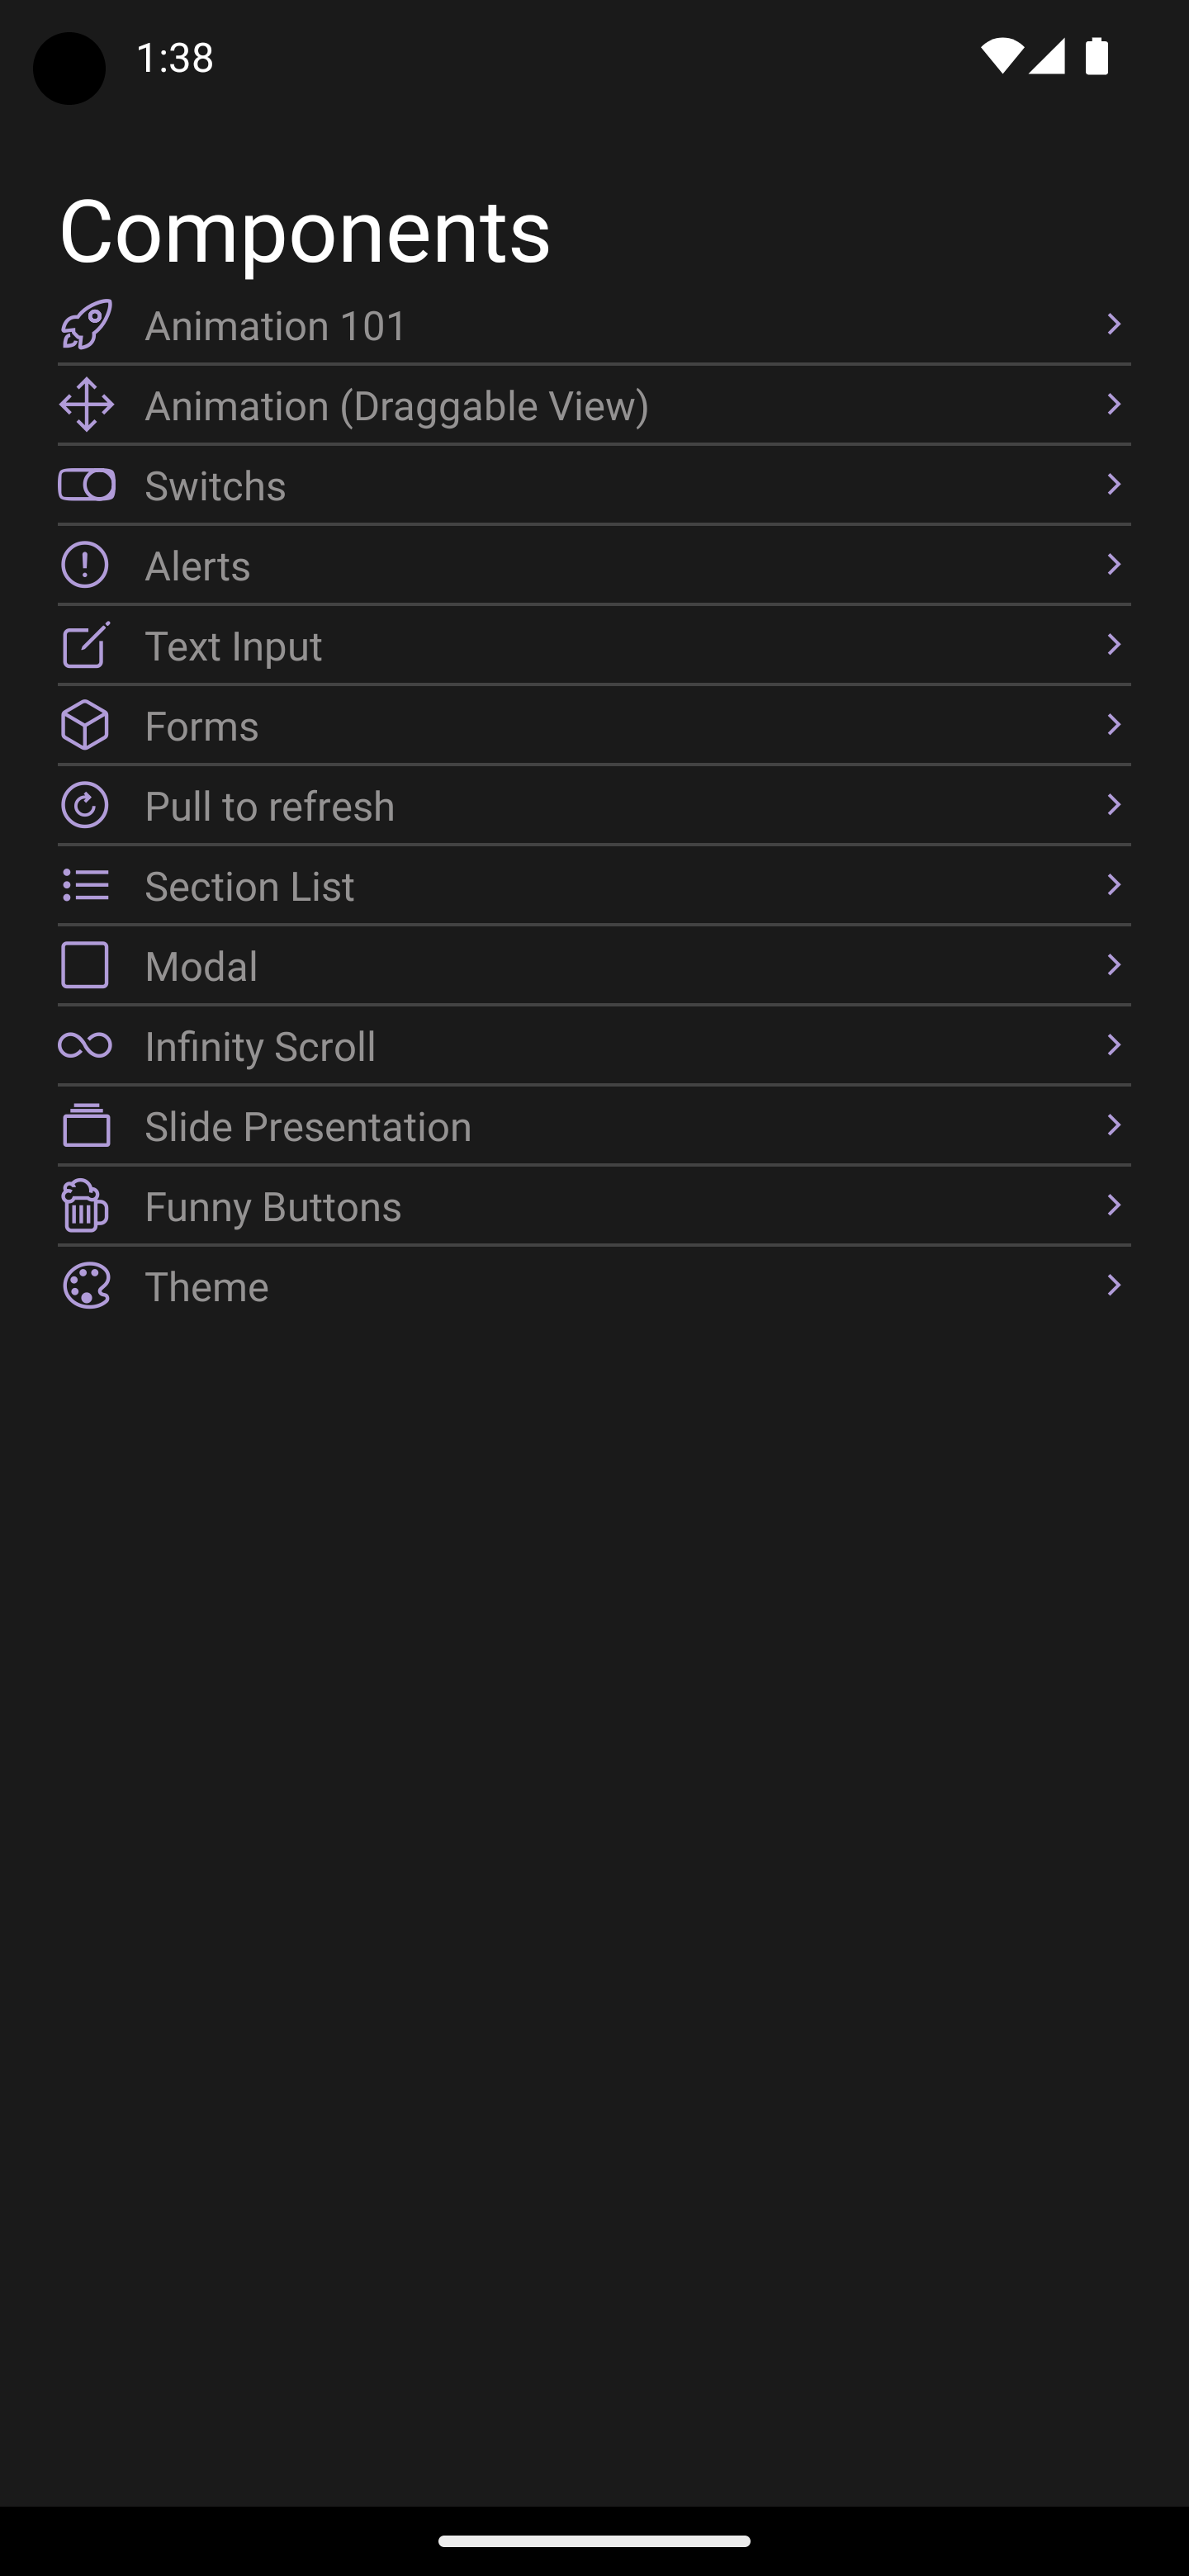 1:38
Components
Animation 101
Animation (Draggable View)
Switchs
Alerts
Text Input
Forms
Pull to refresh
Section List
Modal
Infinity Scroll
Slide Presentation
Funny Buttons
Theme